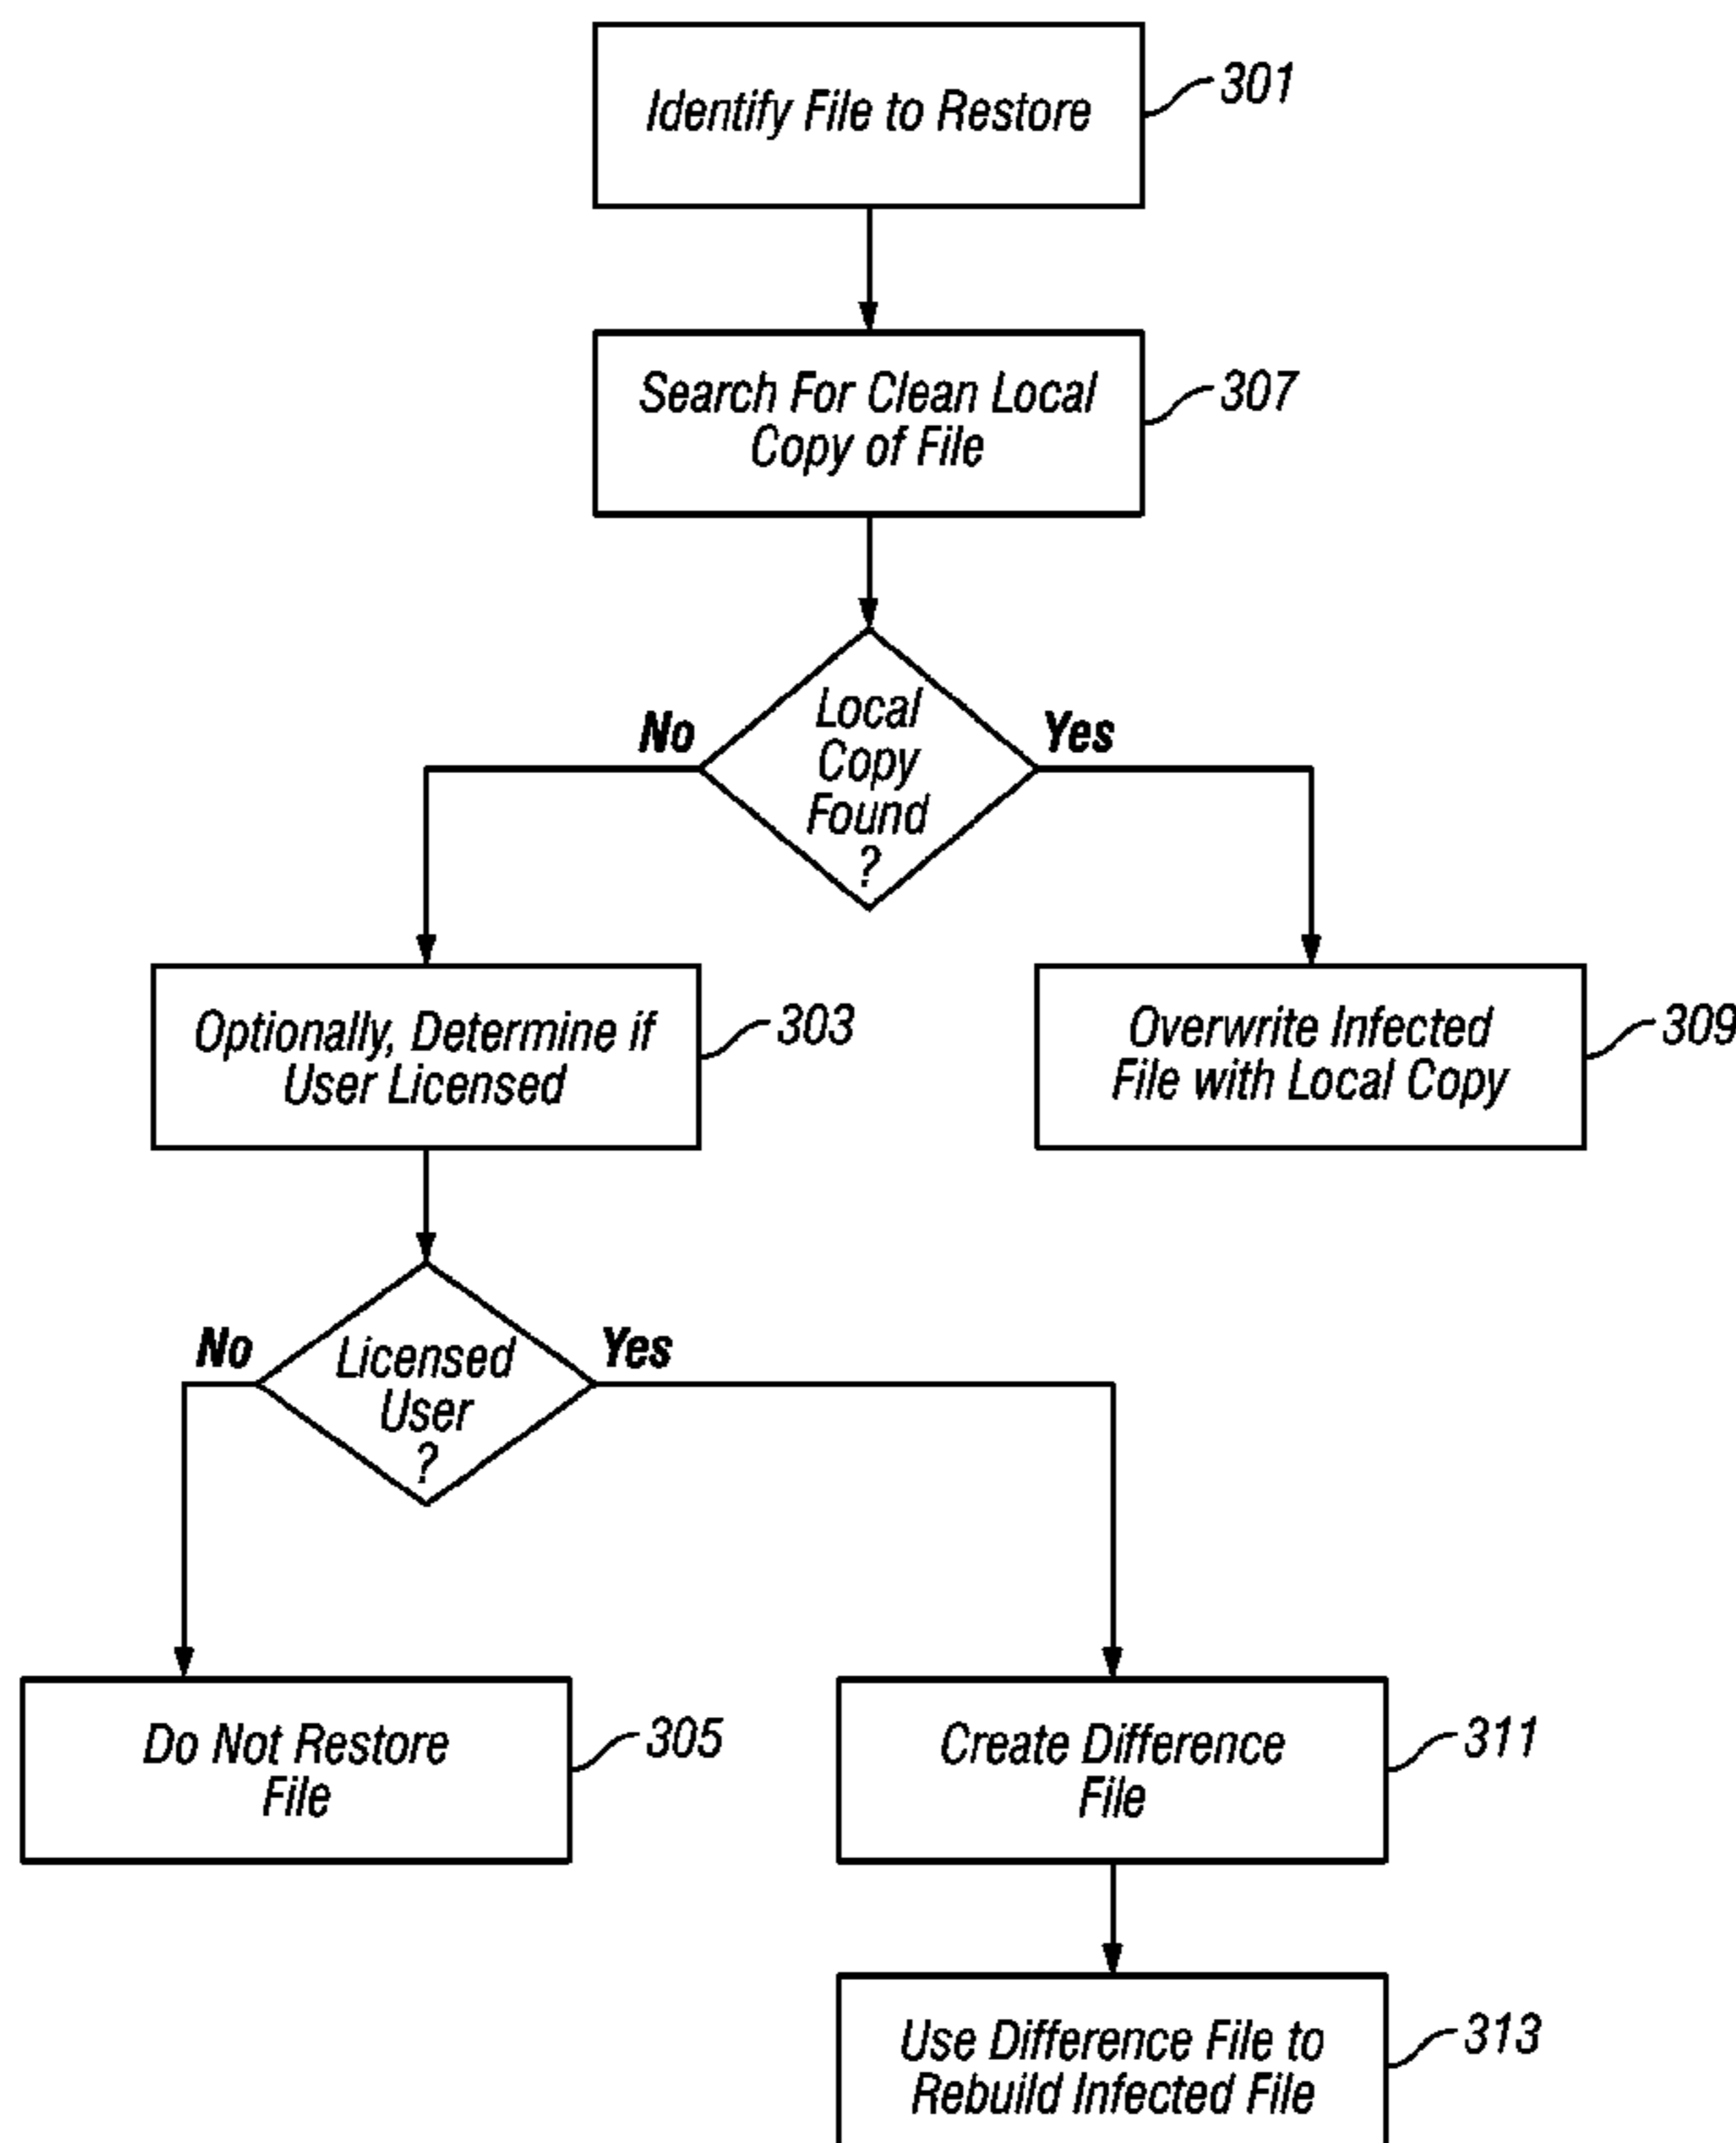 Identify File to Restore
301
Search For Clean Local
Copy of File
307
Local
Copy
Found
?
No
Yes
Optionally, Determine if
User Licensed
303
Overwrite Infected
File with Local Copy
309
Licensed
User
?
No
Yes
Do Not Restore
File
305
Create Difference
File
311
Use Difference File to
Rebuild Infected File
313